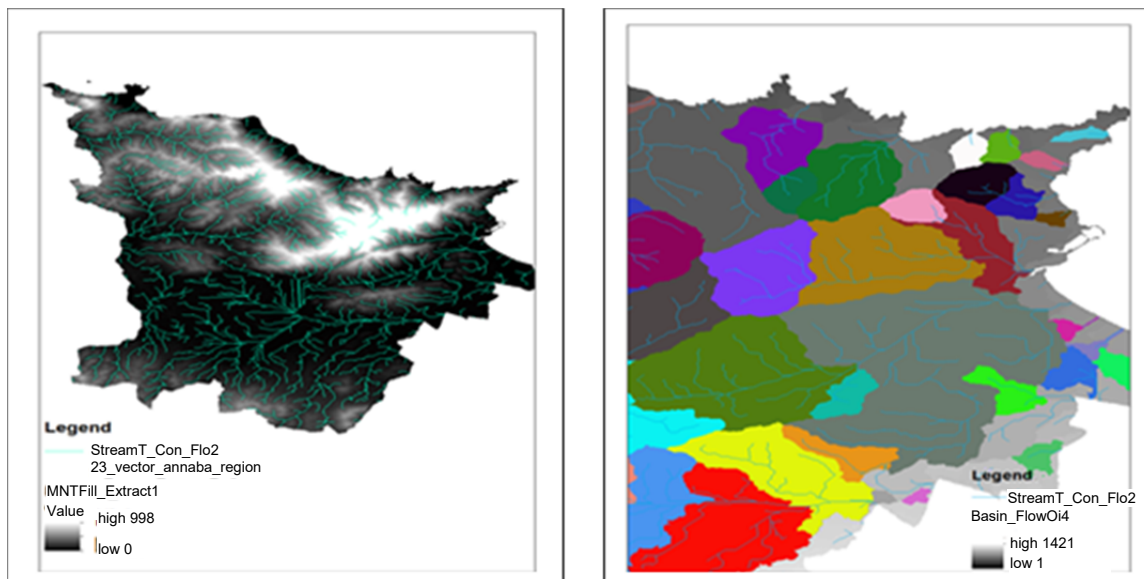 Legend
StreamT_Con_Flo2
23_vector_annaba_region
MNTFill_Extract1
Value
high 998
low 0
Legend
StreamT_Con_Flo2
Basin_FlowOi4
high 1421
low 1